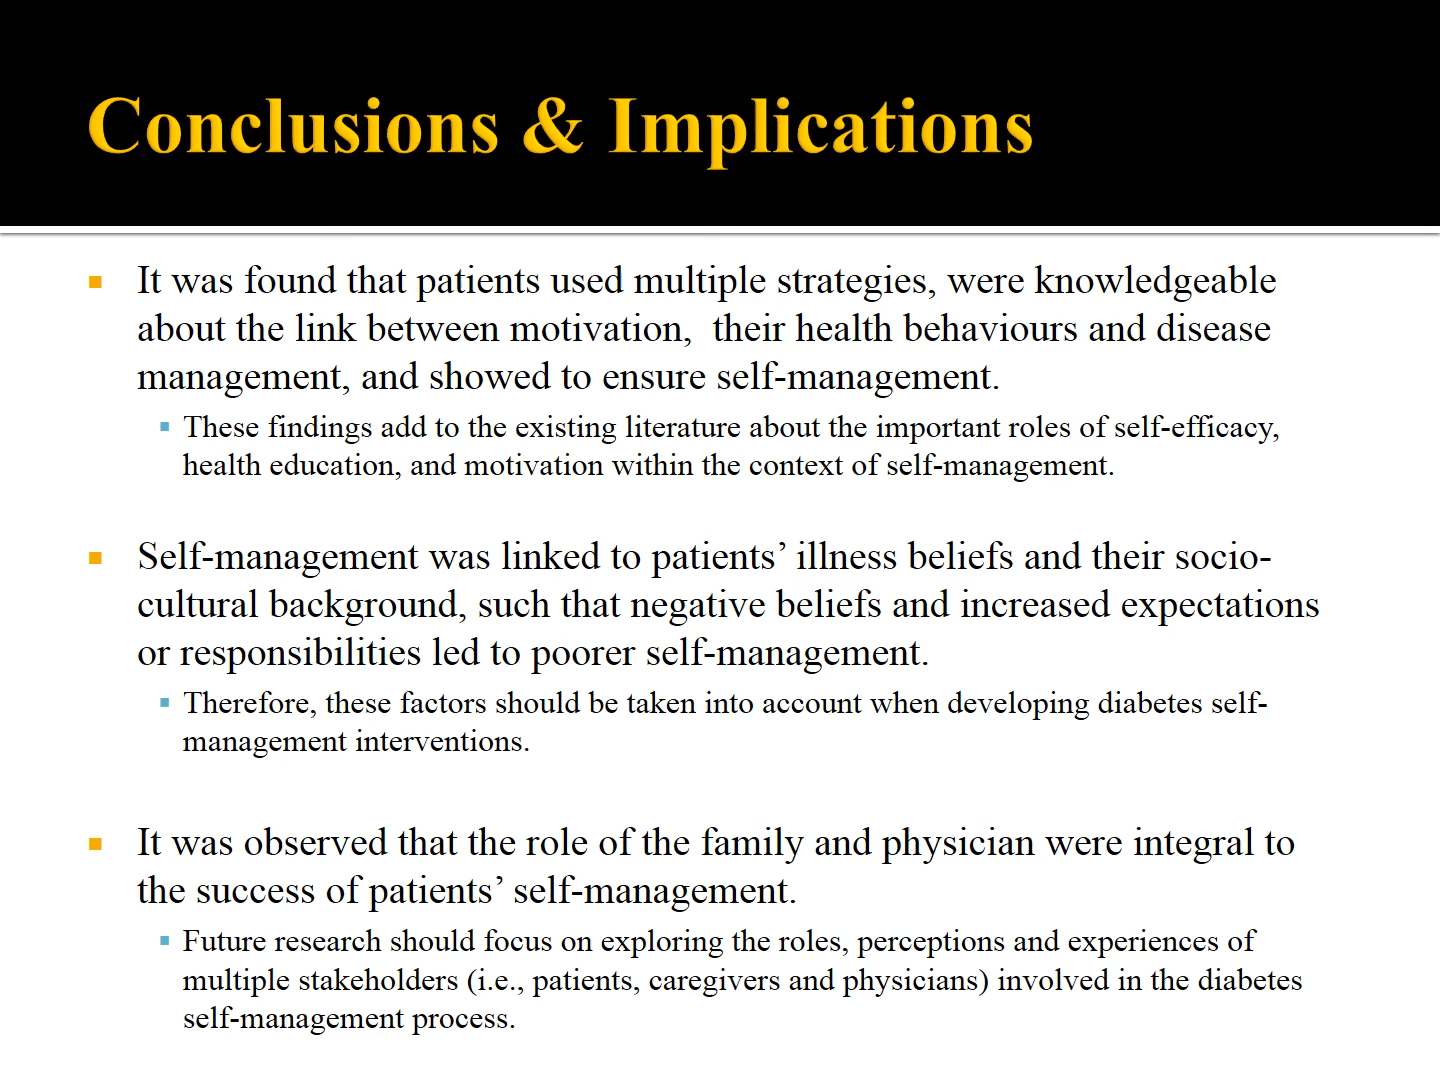 Conclusions & Implications
It was found that patients used multiple strategies, were knowledgeable
about the link between motivation,  their health behaviours and disease
management, and showed to ensure self-management.
These findings add to the existing literature about the important roles of self-efficacy,
health education, and motivation within the context of self-management.
Self-management was linked to patients’ illness beliefs and their socio-
cultural background, such that negative beliefs and increased expectations
or responsibilities led to poorer self-management.
Therefore, these factors should be taken into account when developing diabetes self-
management interventions.
It was observed that the role of the family and physician were integral to
the success of patients’ self-management.
Future research should focus on exploring the roles, perceptions and experiences of
multiple stakeholders (i.e., patients, caregivers and physicians) involved in the diabetes
self-management process.